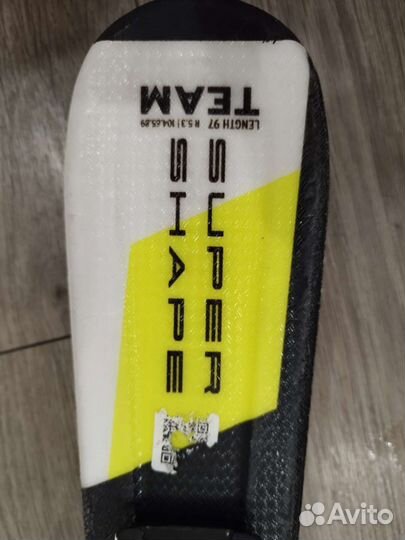 SUPER
SHAPE
TEAM
LENGTH 97
R 5.3 | 104.65.89
Avito